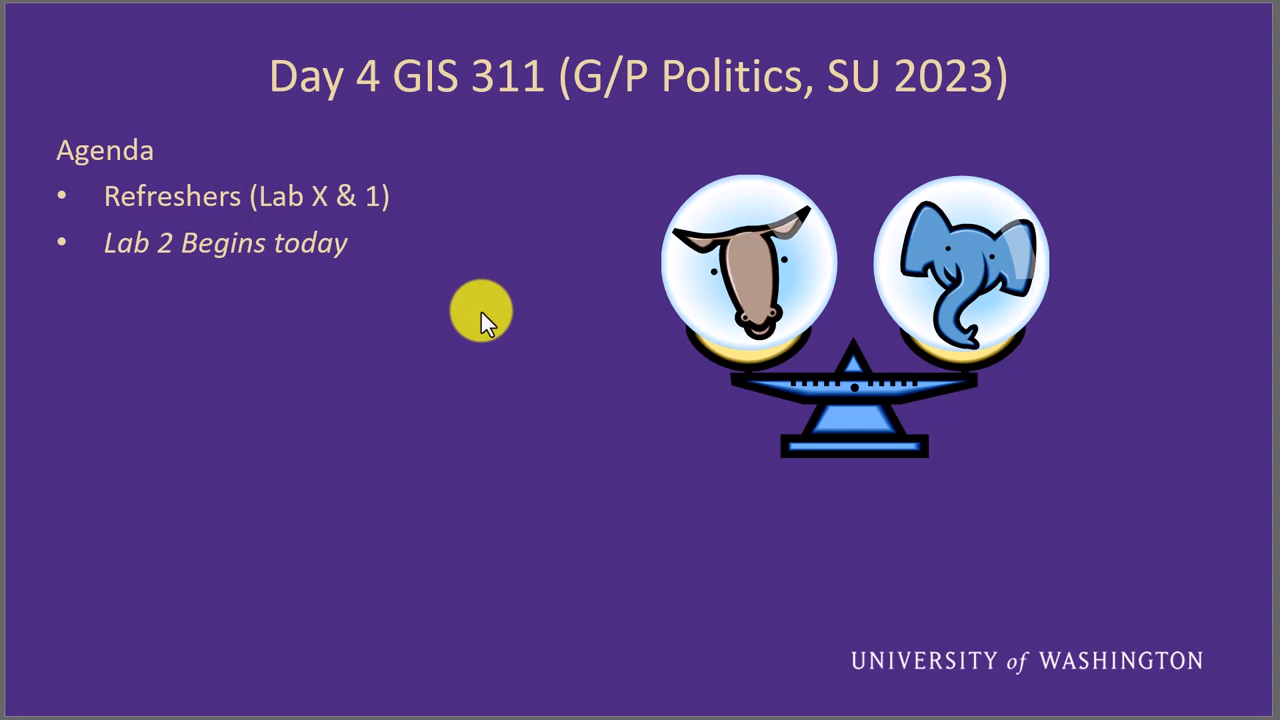 Day 4 GIS 311 (G/P Politics, SU 2023)
Agenda
• Refreshers (Lab X & 1)
• Lab 2 Begins today
UNIVERSITY of WASHINGTON